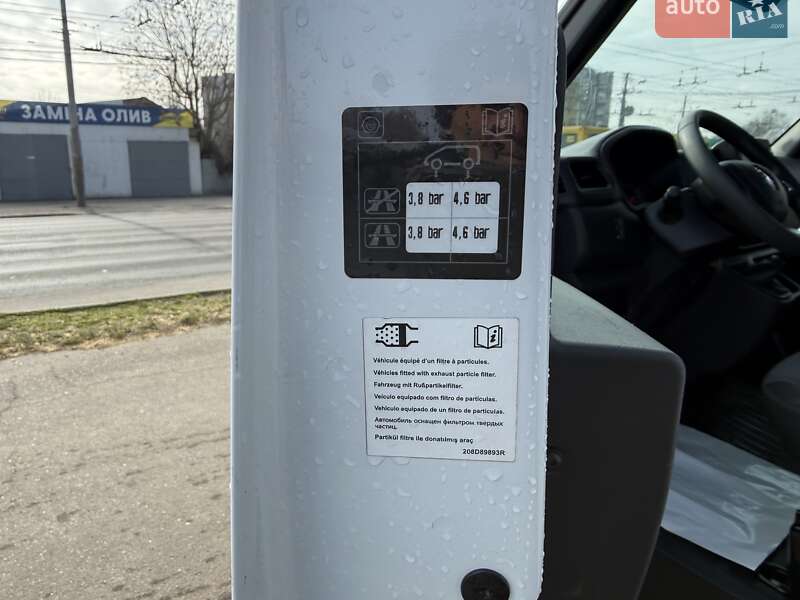 auto
RIA
.com
ЗАМІНА ОЛИВ
3,8 bar 4,6 bar
3,8 bar 4,6 bar
Véhicule équipé d'un filtre à particules.
Véhicles fitted with exhaust particle filter.
Fahrzeug mit Rußpartikelfilter.
Veículo equipado com filtro de partículas.
Vehículo equipado de un filtro de partículas.
Автомобиль оснащен фильтром твердых
частиц.
Partikül filtre ile donatılmış araç
208D89893R